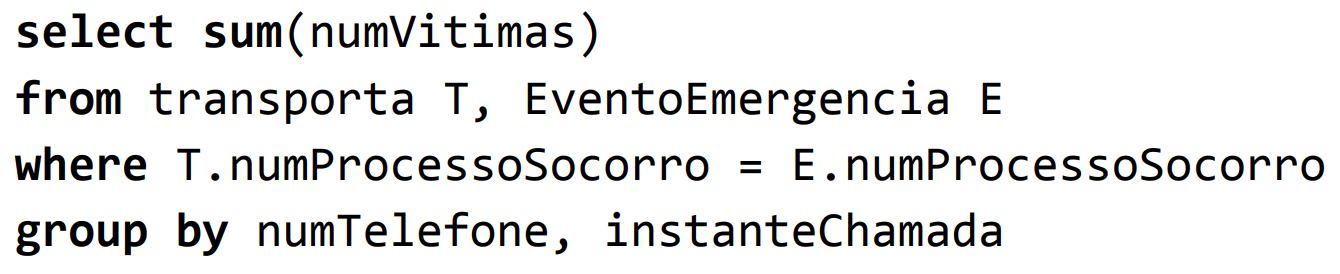 select sum(numVitimas)
from transporta T, EventoEmergencia E
where T.numProcessoSocorro = E.numProcessoSocorro
group by numTelefone, instanteChamada